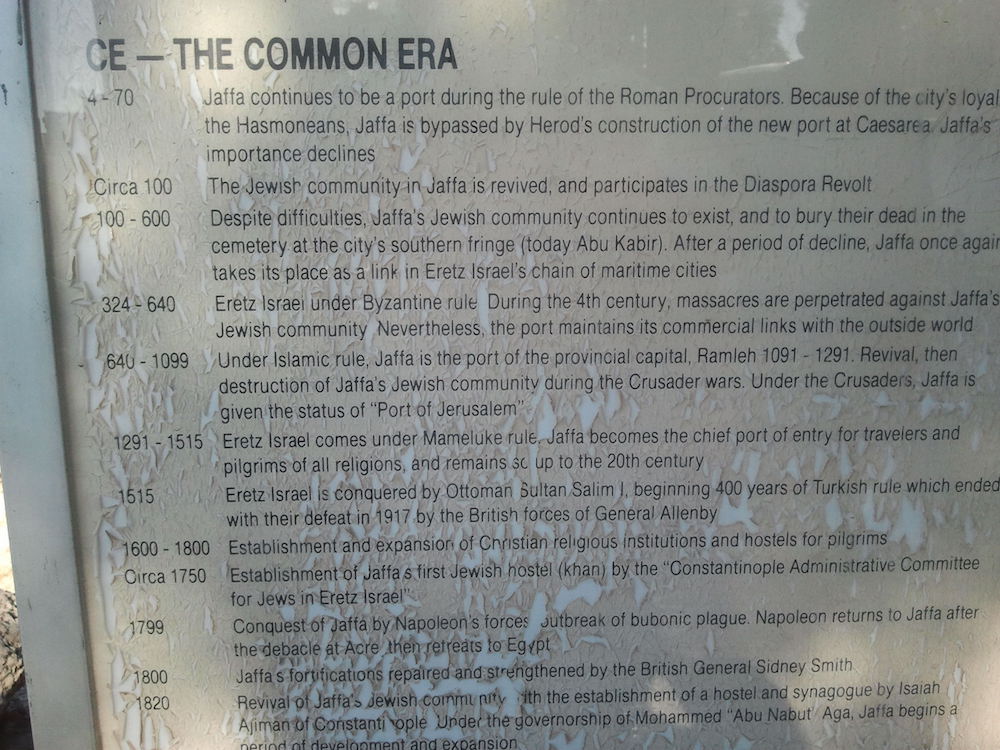 CE – THE COMMON ERA
4 - 70 Jaffa continues to be a port during the rule of the Roman Procurators. Because of the city's loyal
the Hasmoneans, Jaffa is bypassed by Herod's construction of the new port at Caesarea. Jaffa's
importance declines
Circa 100 The Jewish community in Jaffa is revived, and participates in the Diaspora Revolt
100 - 600 Despite difficulties, Jaffa's Jewish community continues to exist, and to bury their dead in the
cemetery at the city's southern fringe (today Abu Kabir). After a period of decline, Jaffa once again
takes its place as a link in Eretz Israel's chain of maritime cities
324 - 640 Eretz Israel under Byzantine rule. During the 4th century, massacres are perpetrated against Jaffa's
Jewish community. Nevertheless, the port maintains its commercial links with the outside world
640 - 1099 Under Islamic rule, Jaffa is the port of the provincial capital, Ramleh 1091 - 1291. Revival, then
destruction of Jaffa's Jewish community during the Crusader wars. Under the Crusaders, Jaffa is
given the status of "Port of Jerusalem"
1291 - 1515 Eretz Israel comes under Mameluke rule. Jaffa becomes the chief port of entry for travelers and
pilgrims of all religions, and remains so up to the 20th century
1515 Eretz Israel is conquered by Ottoman Sultan Salim I, beginning 400 years of Turkish rule which ended
with their defeat in 1917 by the British forces of General Allenby
1600 - 1800 Establishment and expansion of Christian religious institutions and hostels for pilgrims
Circa 1750 Establishment of Jaffa's first Jewish hostel (khan) by the "Constantinople Administrative Committee
for Jews in Eretz Israel"
1799 Conquest of Jaffa by Napoleon's forces. Outbreak of bubonic plague. Napoleon returns to Jaffa after
the debacle at Acre, then retreats to Egypt
1800 Jaffa's fortifications repaired and strengthened by the British General Sidney Smith
1820 Revival of Jaffa's Jewish community with the establishment of a hostel and synagogue by Isaiah
Ajiman of Constantinople. Under the governorship of Mohammed "Abu Nabut" Aga, Jaffa begins a
period of development and expansion